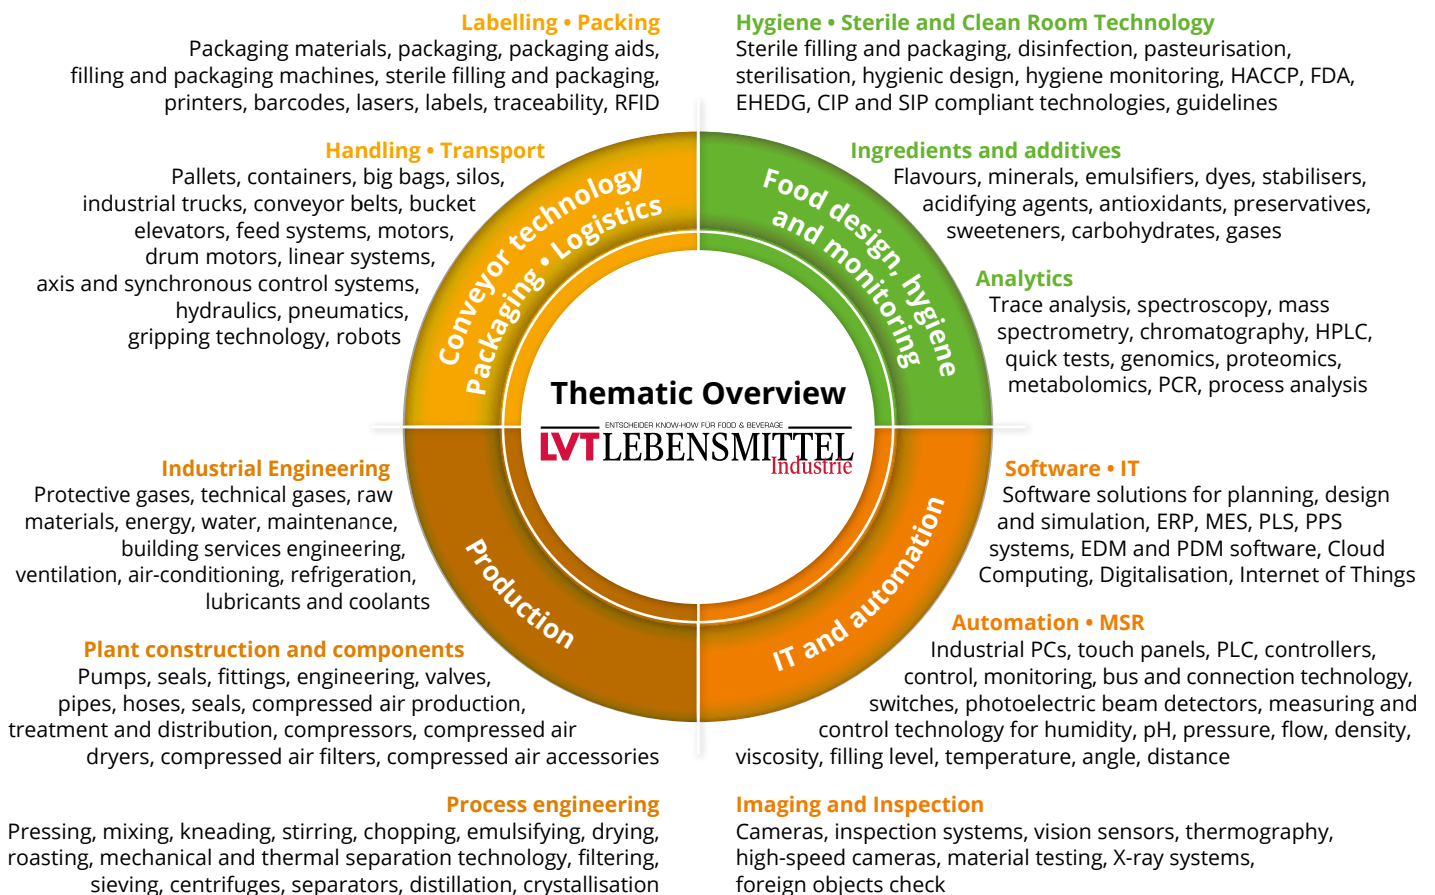 Labelling • Packing
Packaging materials, packaging, packaging aids,
filling and packaging machines, sterile filling and packaging,
printers, barcodes, lasers, labels, traceability, RFID
Handling • Transport
Pallets, containers, big bags, silos,
industrial trucks, conveyor belts, bucket
elevators, feed systems, motors,
drum motors, linear systems,
axis and synchronous control systems,
hydraulics, pneumatics,
gripping technology, robots
Hygiene • Sterile and Clean Room Technology
Sterile filling and packaging, disinfection, pasteurisation,
sterilisation, hygienic design, hygiene monitoring, HACCP, FDA,
EHEDG, CIP and SIP compliant technologies, guidelines
Ingredients and additives
Flavours, minerals, emulsifiers, dyes, stabilisers,
acidifying agents, antioxidants, preservatives,
sweeteners, carbohydrates, gases
Analytics
Trace analysis, spectroscopy, mass
spectrometry, chromatography, HPLC,
quick tests, genomics, proteomics,
metabolomics, PCR, process analysis
Conveyor technology
Packaging • Logistics
Food design, hygiene
and monitoring
Thematic Overview
ENTSCHEIDER KNOW-HOW FÜR FOOD & BEVERAGE
LVT LEBENSMITTEL
Industrie
Production
IT and automation
Industrial Engineering
Protective gases, technical gases, raw
materials, energy, water, maintenance,
building services engineering,
ventilation, air-conditioning, refrigeration,
lubricants and coolants
Plant construction and components
Pumps, seals, fittings, engineering, valves,
pipes, hoses, seals, compressed air production,
treatment and distribution, compressors, compressed air
dryers, compressed air filters, compressed air accessories
Process engineering
Pressing, mixing, kneading, stirring, chopping, emulsifying, drying,
roasting, mechanical and thermal separation technology, filtering,
sieving, centrifuges, separators, distillation, crystallisation
Software • IT
Software solutions for planning, design
and simulation, ERP, MES, PLS, PPS
systems, EDM and PDM software, Cloud
Computing, Digitalisation, Internet of Things
Automation • MSR
Industrial PCs, touch panels, PLC, controllers,
control, monitoring, bus and connection technology,
switches, photoelectric beam detectors, measuring and
control technology for humidity, pH, pressure, flow, density,
viscosity, filling level, temperature, angle, distance
Imaging and Inspection
Cameras, inspection systems, vision sensors, thermography,
high-speed cameras, material testing, X-ray systems,
foreign objects check